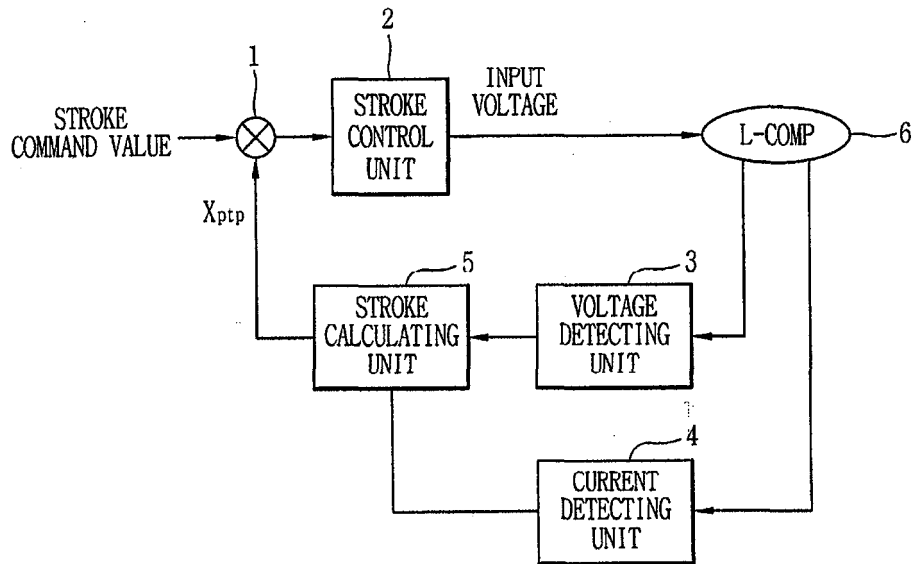 1
2
STROKE
COMMAND VALUE
STROKE
CONTROL
UNIT
INPUT
VOLTAGE
L-COMP
6
Xptp
5
STROKE
CALCULATING
UNIT
3
VOLTAGE
DETECTING
UNIT
4
CURRENT
DETECTING
UNIT